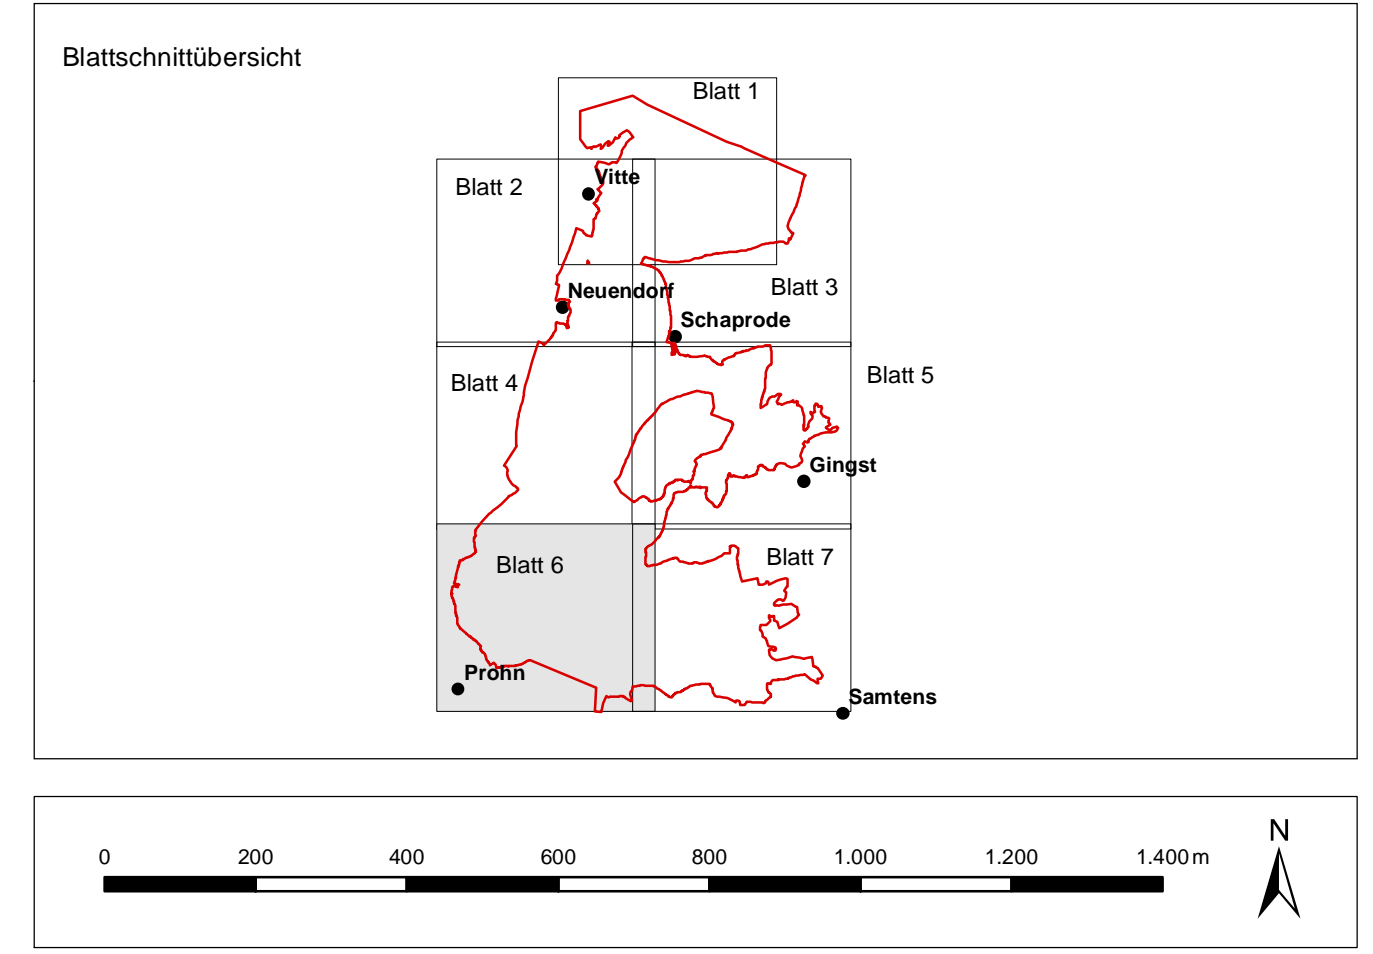 Blattschnittübersicht
Blatt 1
Blatt 2
Vitte
Blatt 3
Neuendorf
Schaprode
Blatt 4
Blatt 5
Gingst
Blatt 6
Blatt 7
Prohn
Samtens
N
0 200 400 600 800 1.000 1.200 1.400 m